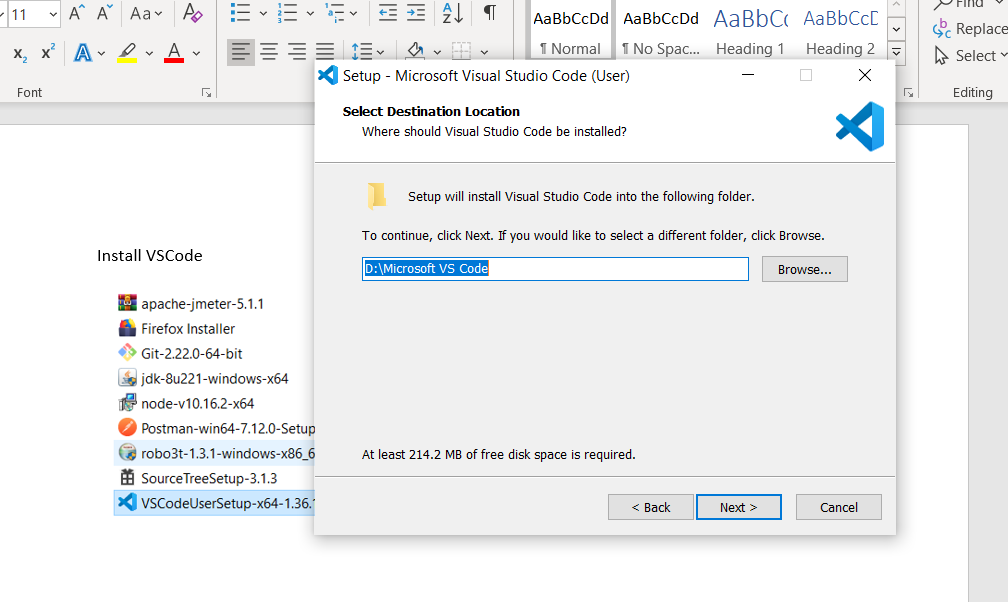 11 Aa Find
x₂ x² A A AaBbCcDd AaBbCcDd AaBbC AaBbCcD Replace
¶ Normal ¶ No Spac... Heading 1 Heading 2 Select
Font Editing
Setup - Microsoft Visual Studio Code (User)
Select Destination Location
Where should Visual Studio Code be installed?
Setup will install Visual Studio Code into the following folder.
To continue, click Next. If you would like to select a different folder, click Browse.
D:\Microsoft VS Code Browse...
At least 214.2 MB of free disk space is required.
< Back Next > Cancel
Install VSCode
apache-jmeter-5.1.1
Firefox Installer
Git-2.22.0-64-bit
jdk-8u221-windows-x64
node-v10.16.2-x64
Postman-win64-7.12.0-Setup
robo3t-1.3.1-windows-x86_6
SourceTreeSetup-3.1.3
VSCodeUserSetup-x64-1.36.